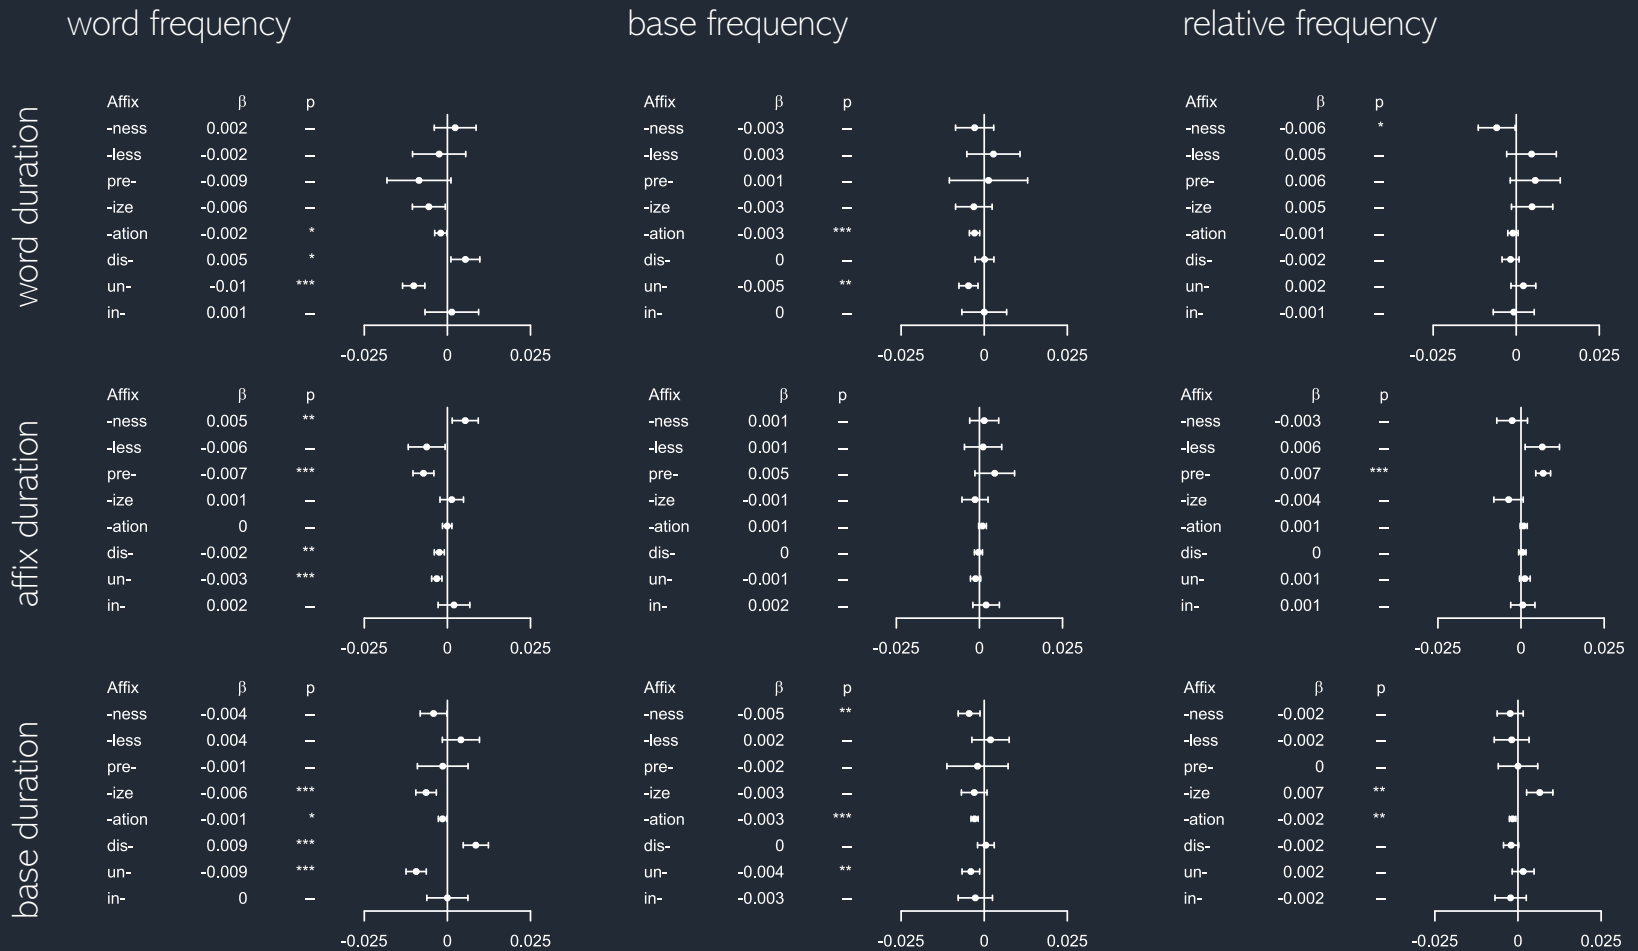 word frequency base frequency relative frequency
word duration
Affix β p
-ness 0.002 –
-less -0.002 –
pre- -0.009 –
-ize -0.006 –
-ation -0.002 *
dis- 0.005 *
un- -0.01 ***
in- 0.001 –
-0.025 0 0.025
Affix β p
-ness -0.003 –
-less 0.003 –
pre- 0.001 –
-ize -0.003 –
-ation -0.003 ***
dis- 0 –
un- -0.005 **
in- 0 –
-0.025 0 0.025
Affix β p
-ness -0.006 *
-less 0.005 –
pre- 0.006 –
-ize 0.005 –
-ation -0.001 –
dis- -0.002 –
un- 0.002 –
in- -0.001 –
-0.025 0 0.025
affix duration
Affix β p
-ness 0.005 **
-less -0.006 –
pre- -0.007 ***
-ize 0.001 –
-ation 0 –
dis- -0.002 **
un- -0.003 ***
in- 0.002 –
-0.025 0 0.025
Affix β p
-ness 0.001 –
-less 0.001 –
pre- 0.005 –
-ize -0.001 –
-ation 0.001 –
dis- 0 –
un- -0.001 –
in- 0.002 –
-0.025 0 0.025
Affix β p
-ness -0.003 –
-less 0.006 –
pre- 0.007 ***
-ize -0.004 –
-ation 0.001 –
dis- 0 –
un- 0.001 –
in- 0.001 –
-0.025 0 0.025
base duration
Affix β p
-ness -0.004 –
-less 0.004 –
pre- -0.001 –
-ize -0.006 ***
-ation -0.001 *
dis- 0.009 ***
un- -0.009 ***
in- 0 –
-0.025 0 0.025
Affix β p
-ness -0.005 **
-less 0.002 –
pre- -0.002 –
-ize -0.003 –
-ation -0.003 ***
dis- 0 –
un- -0.004 **
in- -0.003 –
-0.025 0 0.025
Affix β p
-ness -0.002 –
-less -0.002 –
pre- 0 –
-ize 0.007 **
-ation -0.002 **
dis- -0.002 –
un- 0.002 –
in- -0.002 –
-0.025 0 0.025